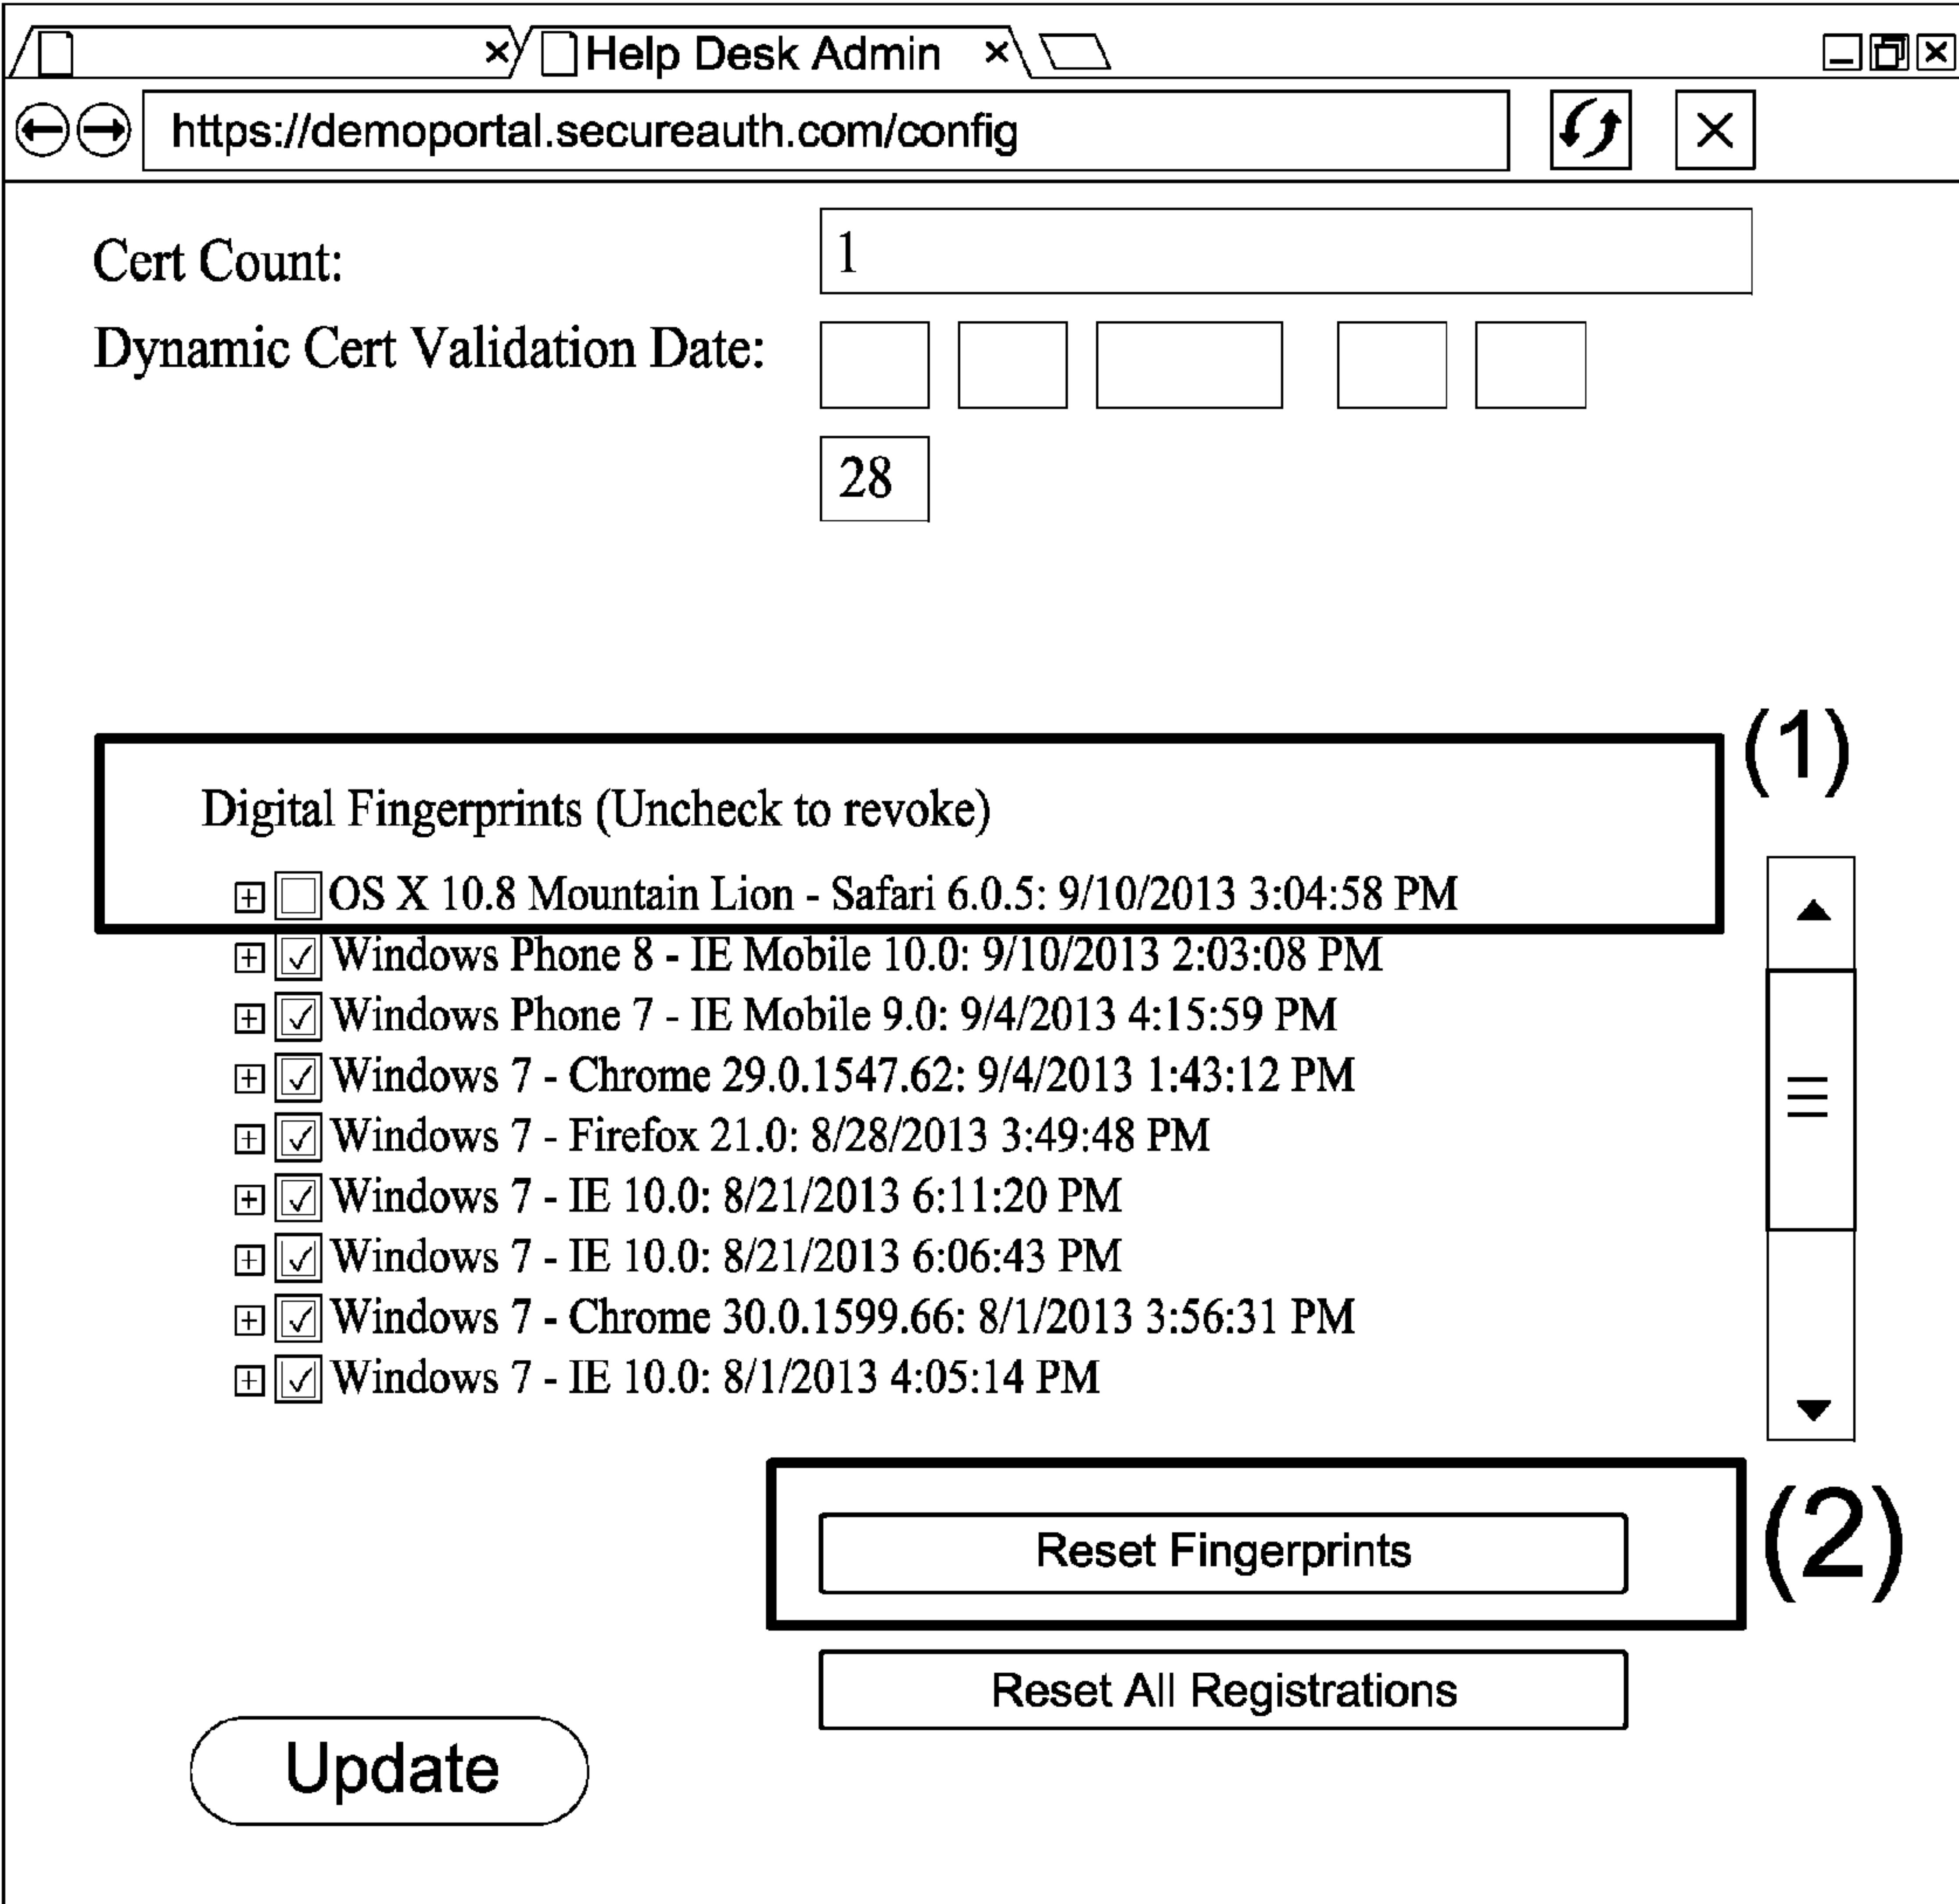 Help Desk Admin
https://demoportal.secureauth.com/config
Cert Count: 1
Dynamic Cert Validation Date:
28
(1)
Digital Fingerprints (Uncheck to revoke)
OS X 10.8 Mountain Lion - Safari 6.0.5: 9/10/2013 3:04:58 PM
Windows Phone 8 - IE Mobile 10.0: 9/10/2013 2:03:08 PM
Windows Phone 7 - IE Mobile 9.0: 9/4/2013 4:15:59 PM
Windows 7 - Chrome 29.0.1547.62: 9/4/2013 1:43:12 PM
Windows 7 - Firefox 21.0: 8/28/2013 3:49:48 PM
Windows 7 - IE 10.0: 8/21/2013 6:11:20 PM
Windows 7 - IE 10.0: 8/21/2013 6:06:43 PM
Windows 7 - Chrome 30.0.1599.66: 8/1/2013 3:56:31 PM
Windows 7 - IE 10.0: 8/1/2013 4:05:14 PM
Reset Fingerprints
(2)
Reset All Registrations
Update